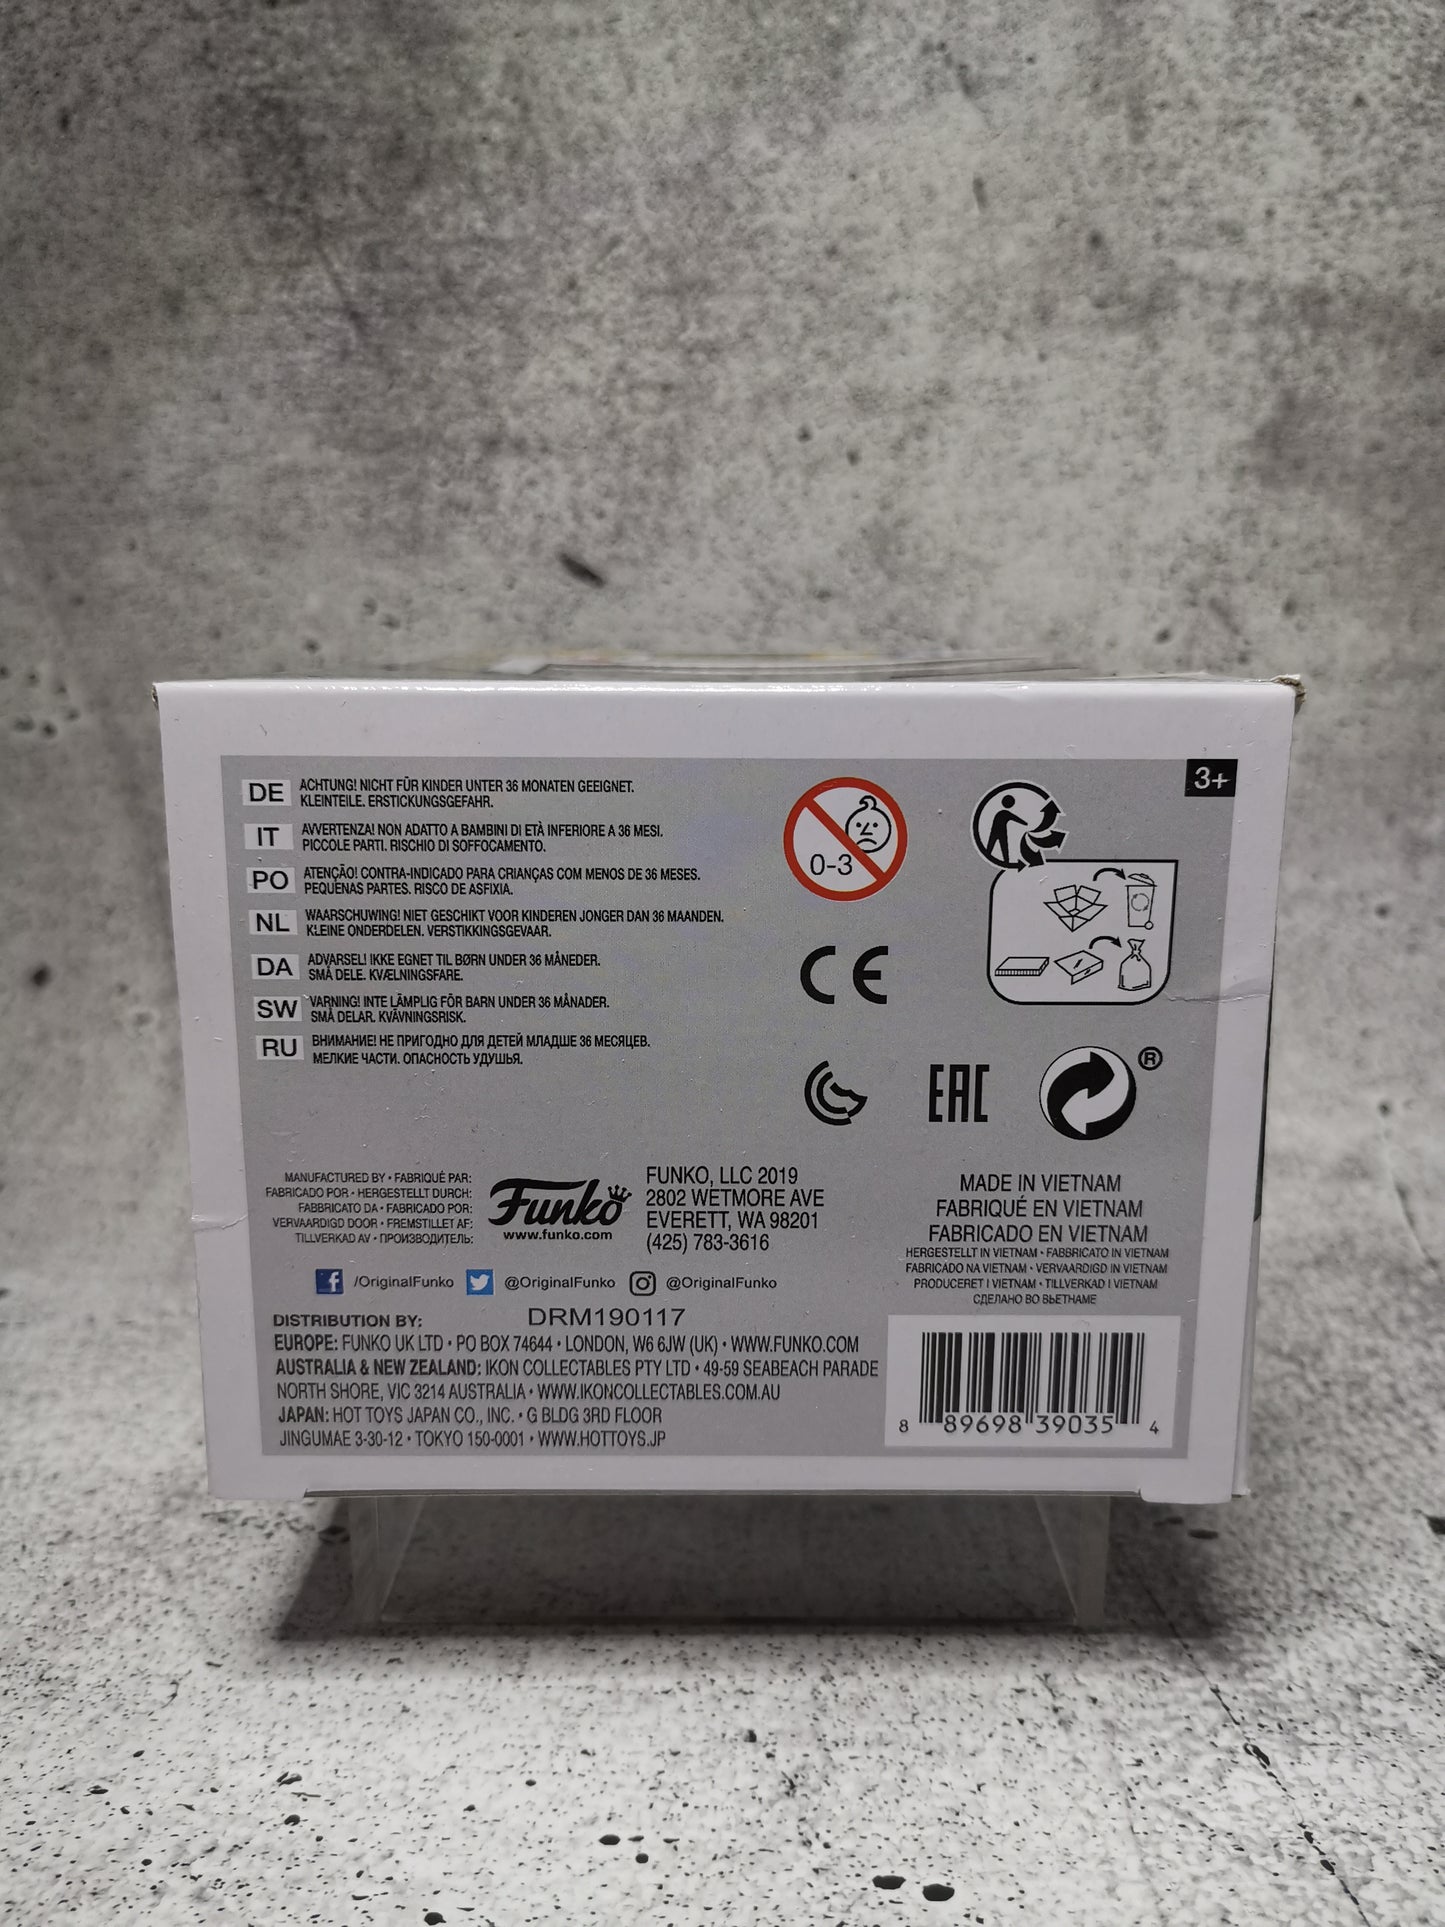 3+
DE ACHTUNG! NICHT FÜR KINDER UNTER 36 MONATEN GEEIGNET.
KLEINTEILE. ERSTICKUNGSGEFAHR.
IT AVVERTENZA! NON ADATTO A BAMBINI DI ETÀ INFERIORE A 36 MESI.
PICCOLE PARTI. RISCHIO DI SOFFOCAMENTO.
PO ATENÇÃO! CONTRA-INDICADO PARA CRIANÇAS COM MENOS DE 36 MESES.
PEQUENAS PARTES. RISCO DE ASFIXIA.
NL WAARSCHUWING! NIET GESCHIKT VOOR KINDEREN JONGER DAN 36 MAANDEN.
KLEINE ONDERDELEN. VERSTIKKINGSGEVAAR.
DA ADVARSEL! IKKE EGNET TIL BØRN UNDER 36 MÅNEDER.
SMÅ DELE. KVÆLNINGSFARE.
SW VARNING! INTE LÄMPLIG FÖR BARN UNDER 36 MÅNADER.
SMÅ DELAR. KVÄVNINGSRISK.
RU ВНИМАНИЕ! НЕ ПРИГОДНО ДЛЯ ДЕТЕЙ МЛАДШЕ 36 МЕСЯЦЕВ.
МЕЛКИЕ ЧАСТИ. ОПАСНОСТЬ УДУШЬЯ.
0-3
CE
EAC
®
MANUFACTURED BY • FABRIQUÉ PAR:
FABRICADO POR • HERGESTELLT DURCH:
FABBRICATO DA • FABRICADO POR:
VERVAARDIGD DOOR • FREMSTILLET AF:
TILLVERKAD AV • ПРОИЗВОДИТЕЛЬ:
Funko
www.funko.com
FUNKO, LLC 2019
2802 WETMORE AVE
EVERETT, WA 98201
(425) 783-3616
MADE IN VIETNAM
FABRIQUÉ EN VIETNAM
FABRICADO EN VIETNAM
HERGESTELLT IN VIETNAM • FABBRICATO IN VIETNAM
FABRICADO NA VIETNAM • VERVAARDIGD IN VIETNAM
PRODUCERET I VIETNAM • TILLVERKAD I VIETNAM
СДЕЛАНО ВО ВЬЕТНАМЕ
f /OriginalFunko @OriginalFunko @OriginalFunko
DISTRIBUTION BY: DRM190117
EUROPE: FUNKO UK LTD • PO BOX 74644 • LONDON, W6 6JW (UK) • WWW.FUNKO.COM
AUSTRALIA & NEW ZEALAND: IKON COLLECTABLES PTY LTD • 49-59 SEABEACH PARADE
NORTH SHORE, VIC 3214 AUSTRALIA • WWW.IKONCOLLECTABLES.COM.AU
JAPAN: HOT TOYS JAPAN CO., INC. • G BLDG 3RD FLOOR
JINGUMAE 3-30-12 • TOKYO 150-0001 • WWW.HOTTOYS.JP
8 89698 39035 4